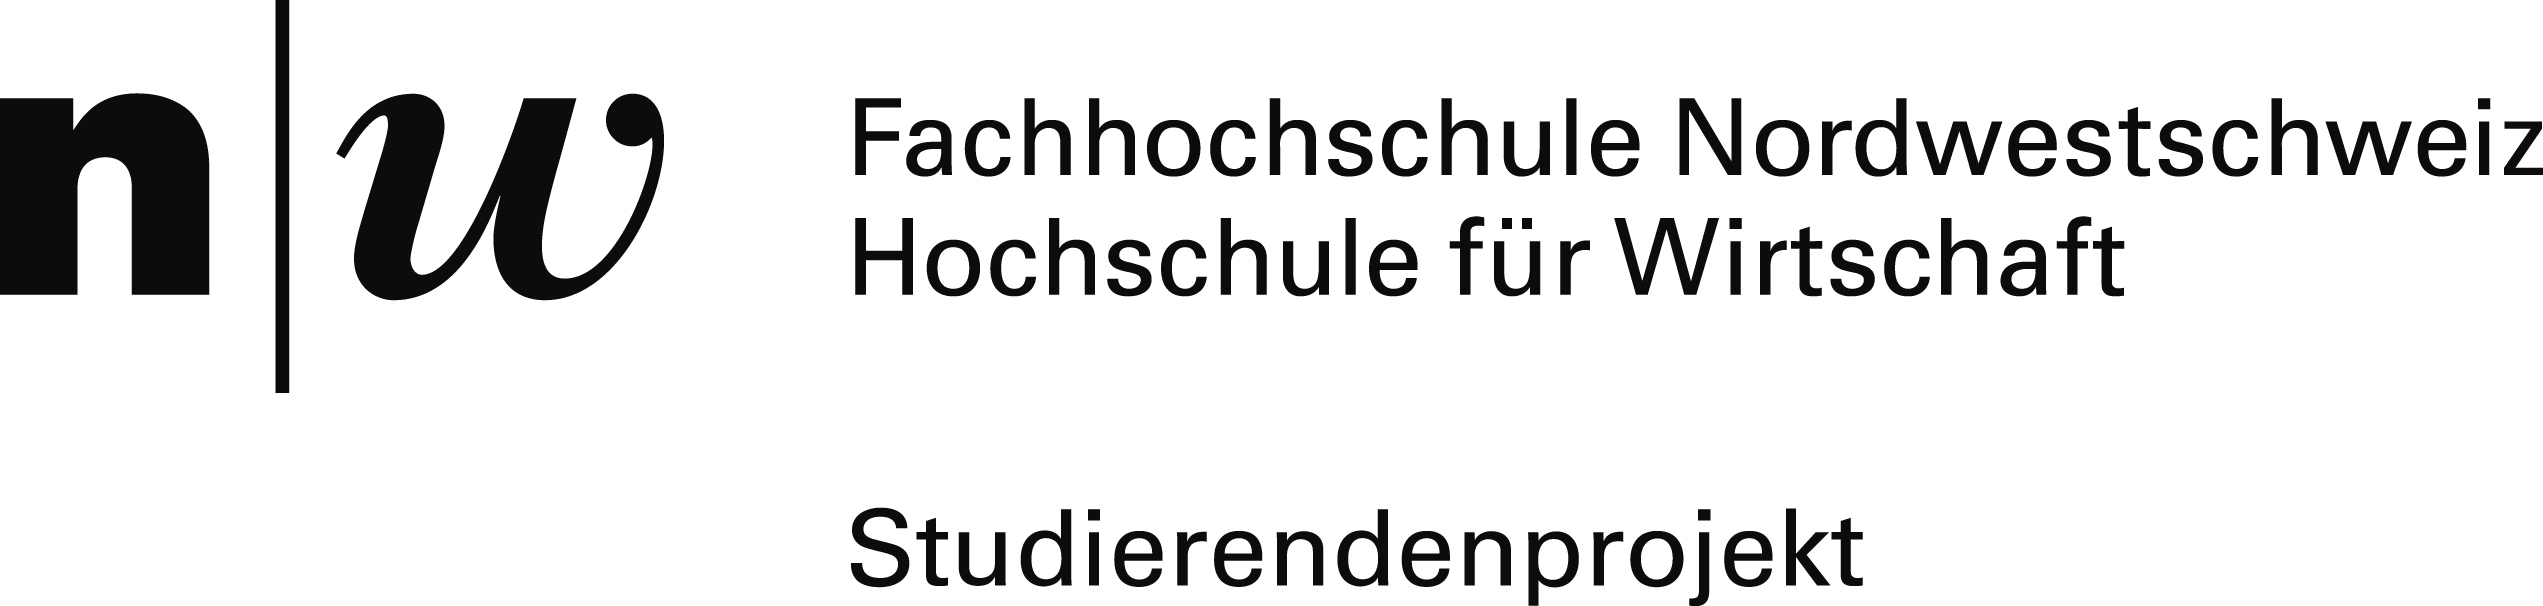 n|w
Fachhochschule Nordwestschweiz
Hochschule für Wirtschaft
Studierendenprojekt